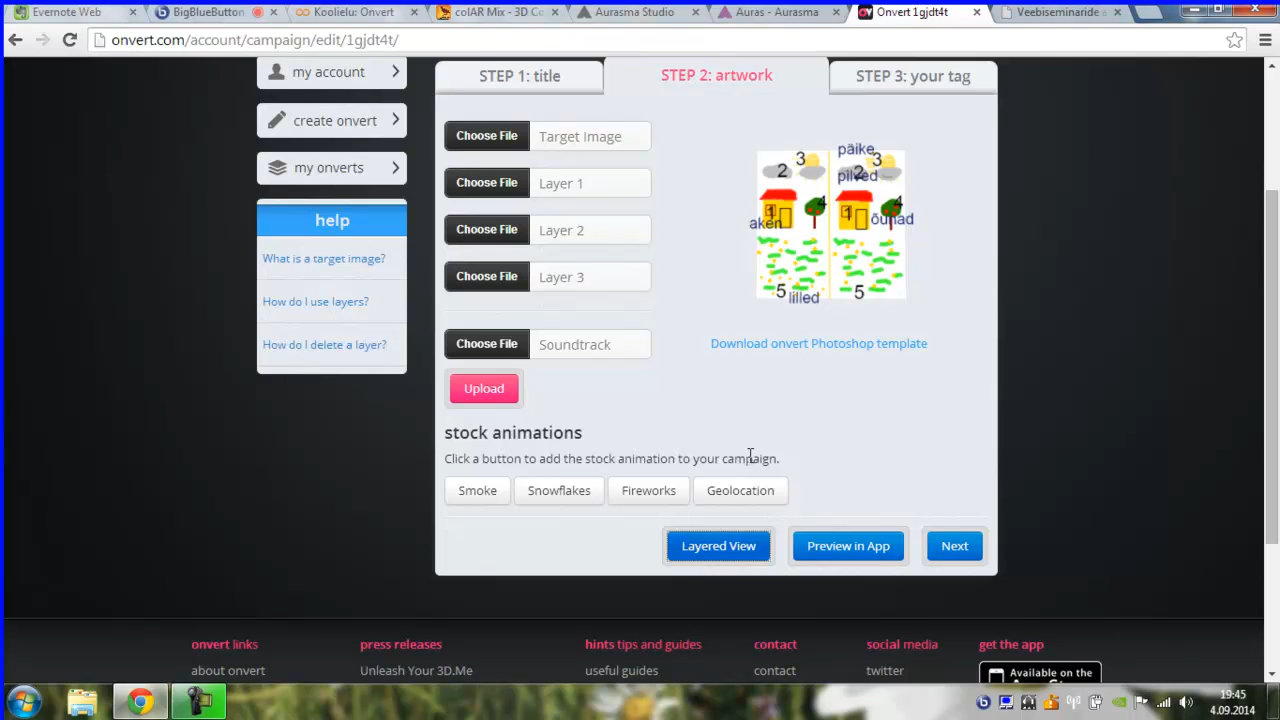 Evernote Web
BigBlueButton
Koolielu: Onvert
colAR Mix - 3D Co
Aurasma Studio
Auras - Aurasma
Onvert 1gjdt4t
Veebiseminaride a
onvert.com/account/campaign/edit/1gjdt4t/
my account
create onvert
my onverts
help
What is a target image?
How do I use layers?
How do I delete a layer?
STEP 1: title
STEP 2: artwork
STEP 3: your tag
Choose File Target Image
Choose File Layer 1
Choose File Layer 2
Choose File Layer 3
Choose File Soundtrack
Upload
päike
3 3
2 pilved 2
1 4 1 4
aken õunad
5 lilled 5
Download onvert Photoshop template
stock animations
Click a button to add the stock animation to your campaign.
Smoke Snowflakes Fireworks Geolocation
Layered View Preview in App Next
onvert links press releases hints tips and guides contact social media get the app
about onvert Unleash Your 3D.Me useful guides contact twitter
Available on the
19:45
4.09.2014